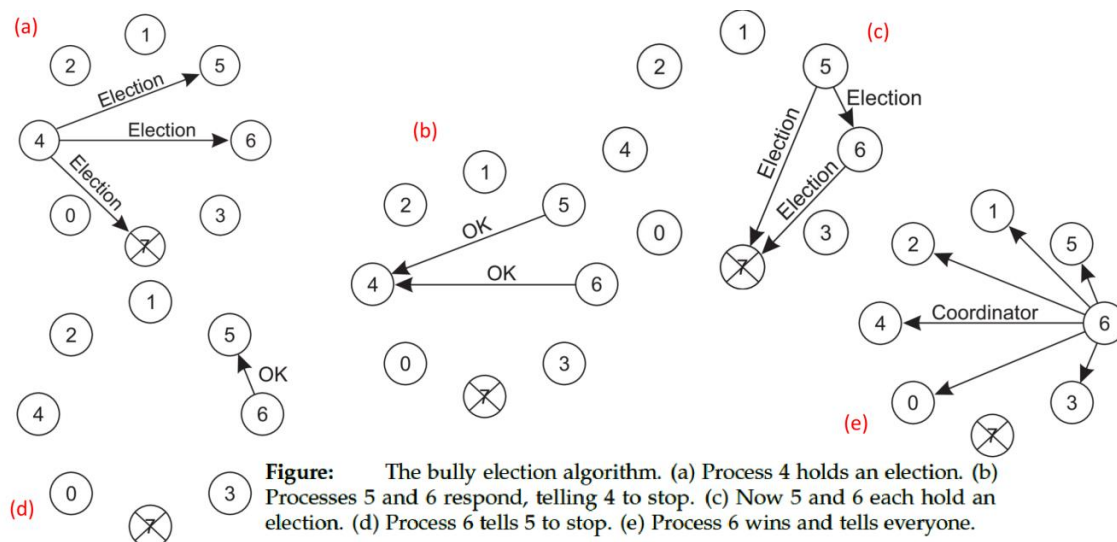 (a)
1
2
5
Election
4
Election
6
Election
0
3
7
(b)
1
2
5
OK
4
OK
6
0
3
7
(c)
1
2
5
Election
4
Election
6
Election
0
3
7
(d)
1
2
5
OK
4
6
0
3
7
(e)
1
2
5
4
Coordinator
6
0
3
7
Figure: The bully election algorithm. (a) Process 4 holds an election. (b)
Processes 5 and 6 respond, telling 4 to stop. (c) Now 5 and 6 each hold an
election. (d) Process 6 tells 5 to stop. (e) Process 6 wins and tells everyone.